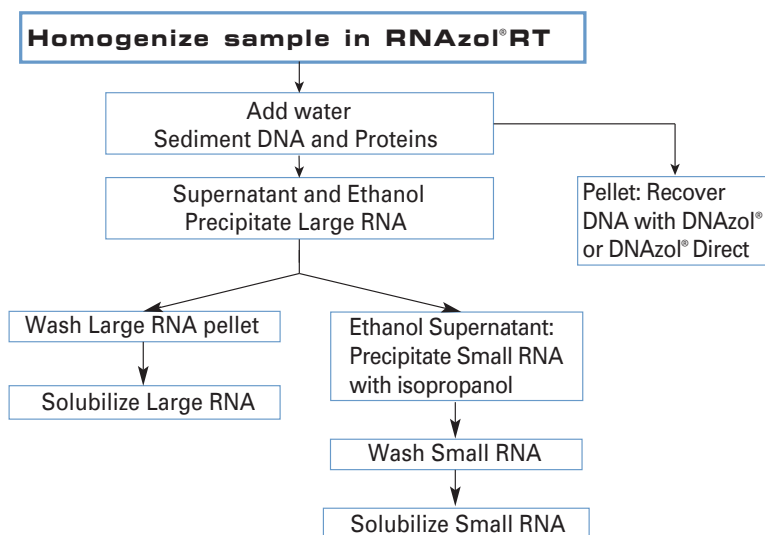 Homogenize sample in RNAzol®RT
Add water
Sediment DNA and Proteins
Supernatant and Ethanol
Precipitate Large RNA
Pellet: Recover
DNA with DNAzol®
or DNAzol® Direct
Wash Large RNA pellet
Solubilize Large RNA
Ethanol Supernatant:
Precipitate Small RNA
with isopropanol
Wash Small RNA
Solubilize Small RNA